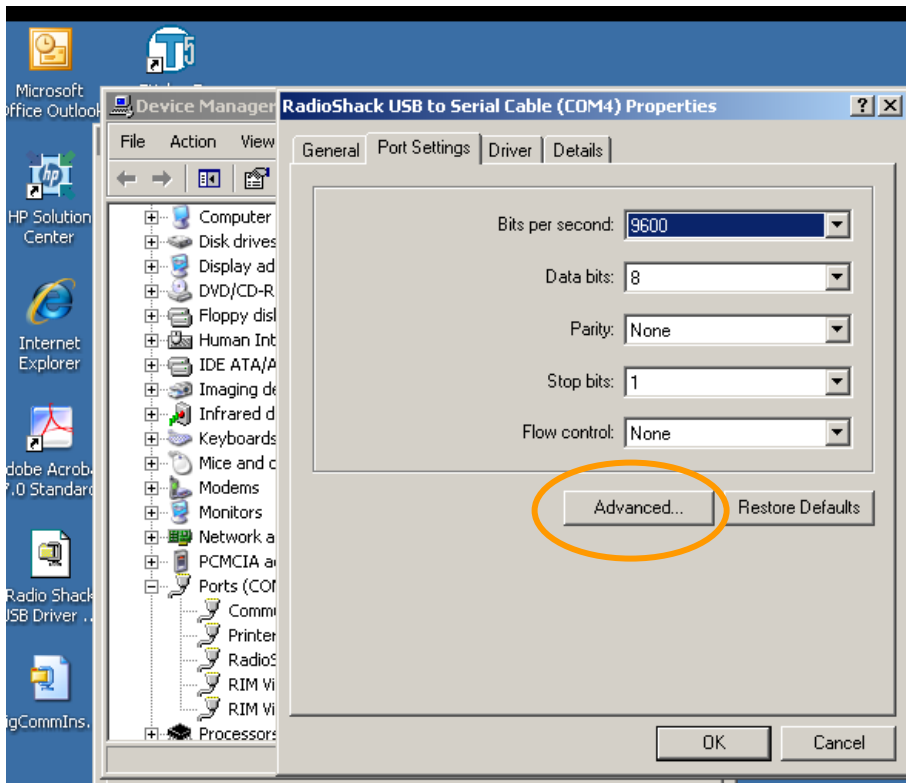 Microsoft
Office Outlook
HP Solution
Center
Internet
Explorer
dobe Acrob
7.0 Standard
Radio Shack
USB Driver ..
igCommIns.
Device Manager
File Action View
Computer
Disk drives
Display ad
DVD/CD-R
Floppy disk
Human Int
IDE ATA/A
Imaging de
Infrared d
Keyboards
Mice and o
Modems
Monitors
Network a
PCMCIA a
Ports (COM
Commu
Printer
RadioS
RIM Vi
RIM Vi
Processors
RadioShack USB to Serial Cable (COM4) Properties
General Port Settings Driver Details
Bits per second: 9600
Data bits: 8
Parity: None
Stop bits: 1
Flow control: None
Advanced... Restore Defaults
OK Cancel